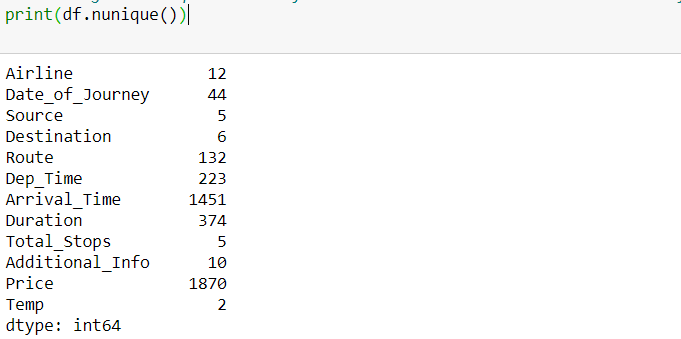 print(df.nunique())
Airline 12
Date_of_Journey 44
Source 5
Destination 6
Route 132
Dep_Time 223
Arrival_Time 1451
Duration 374
Total_Stops 5
Additional_Info 10
Price 1870
Temp 2
dtype: int64